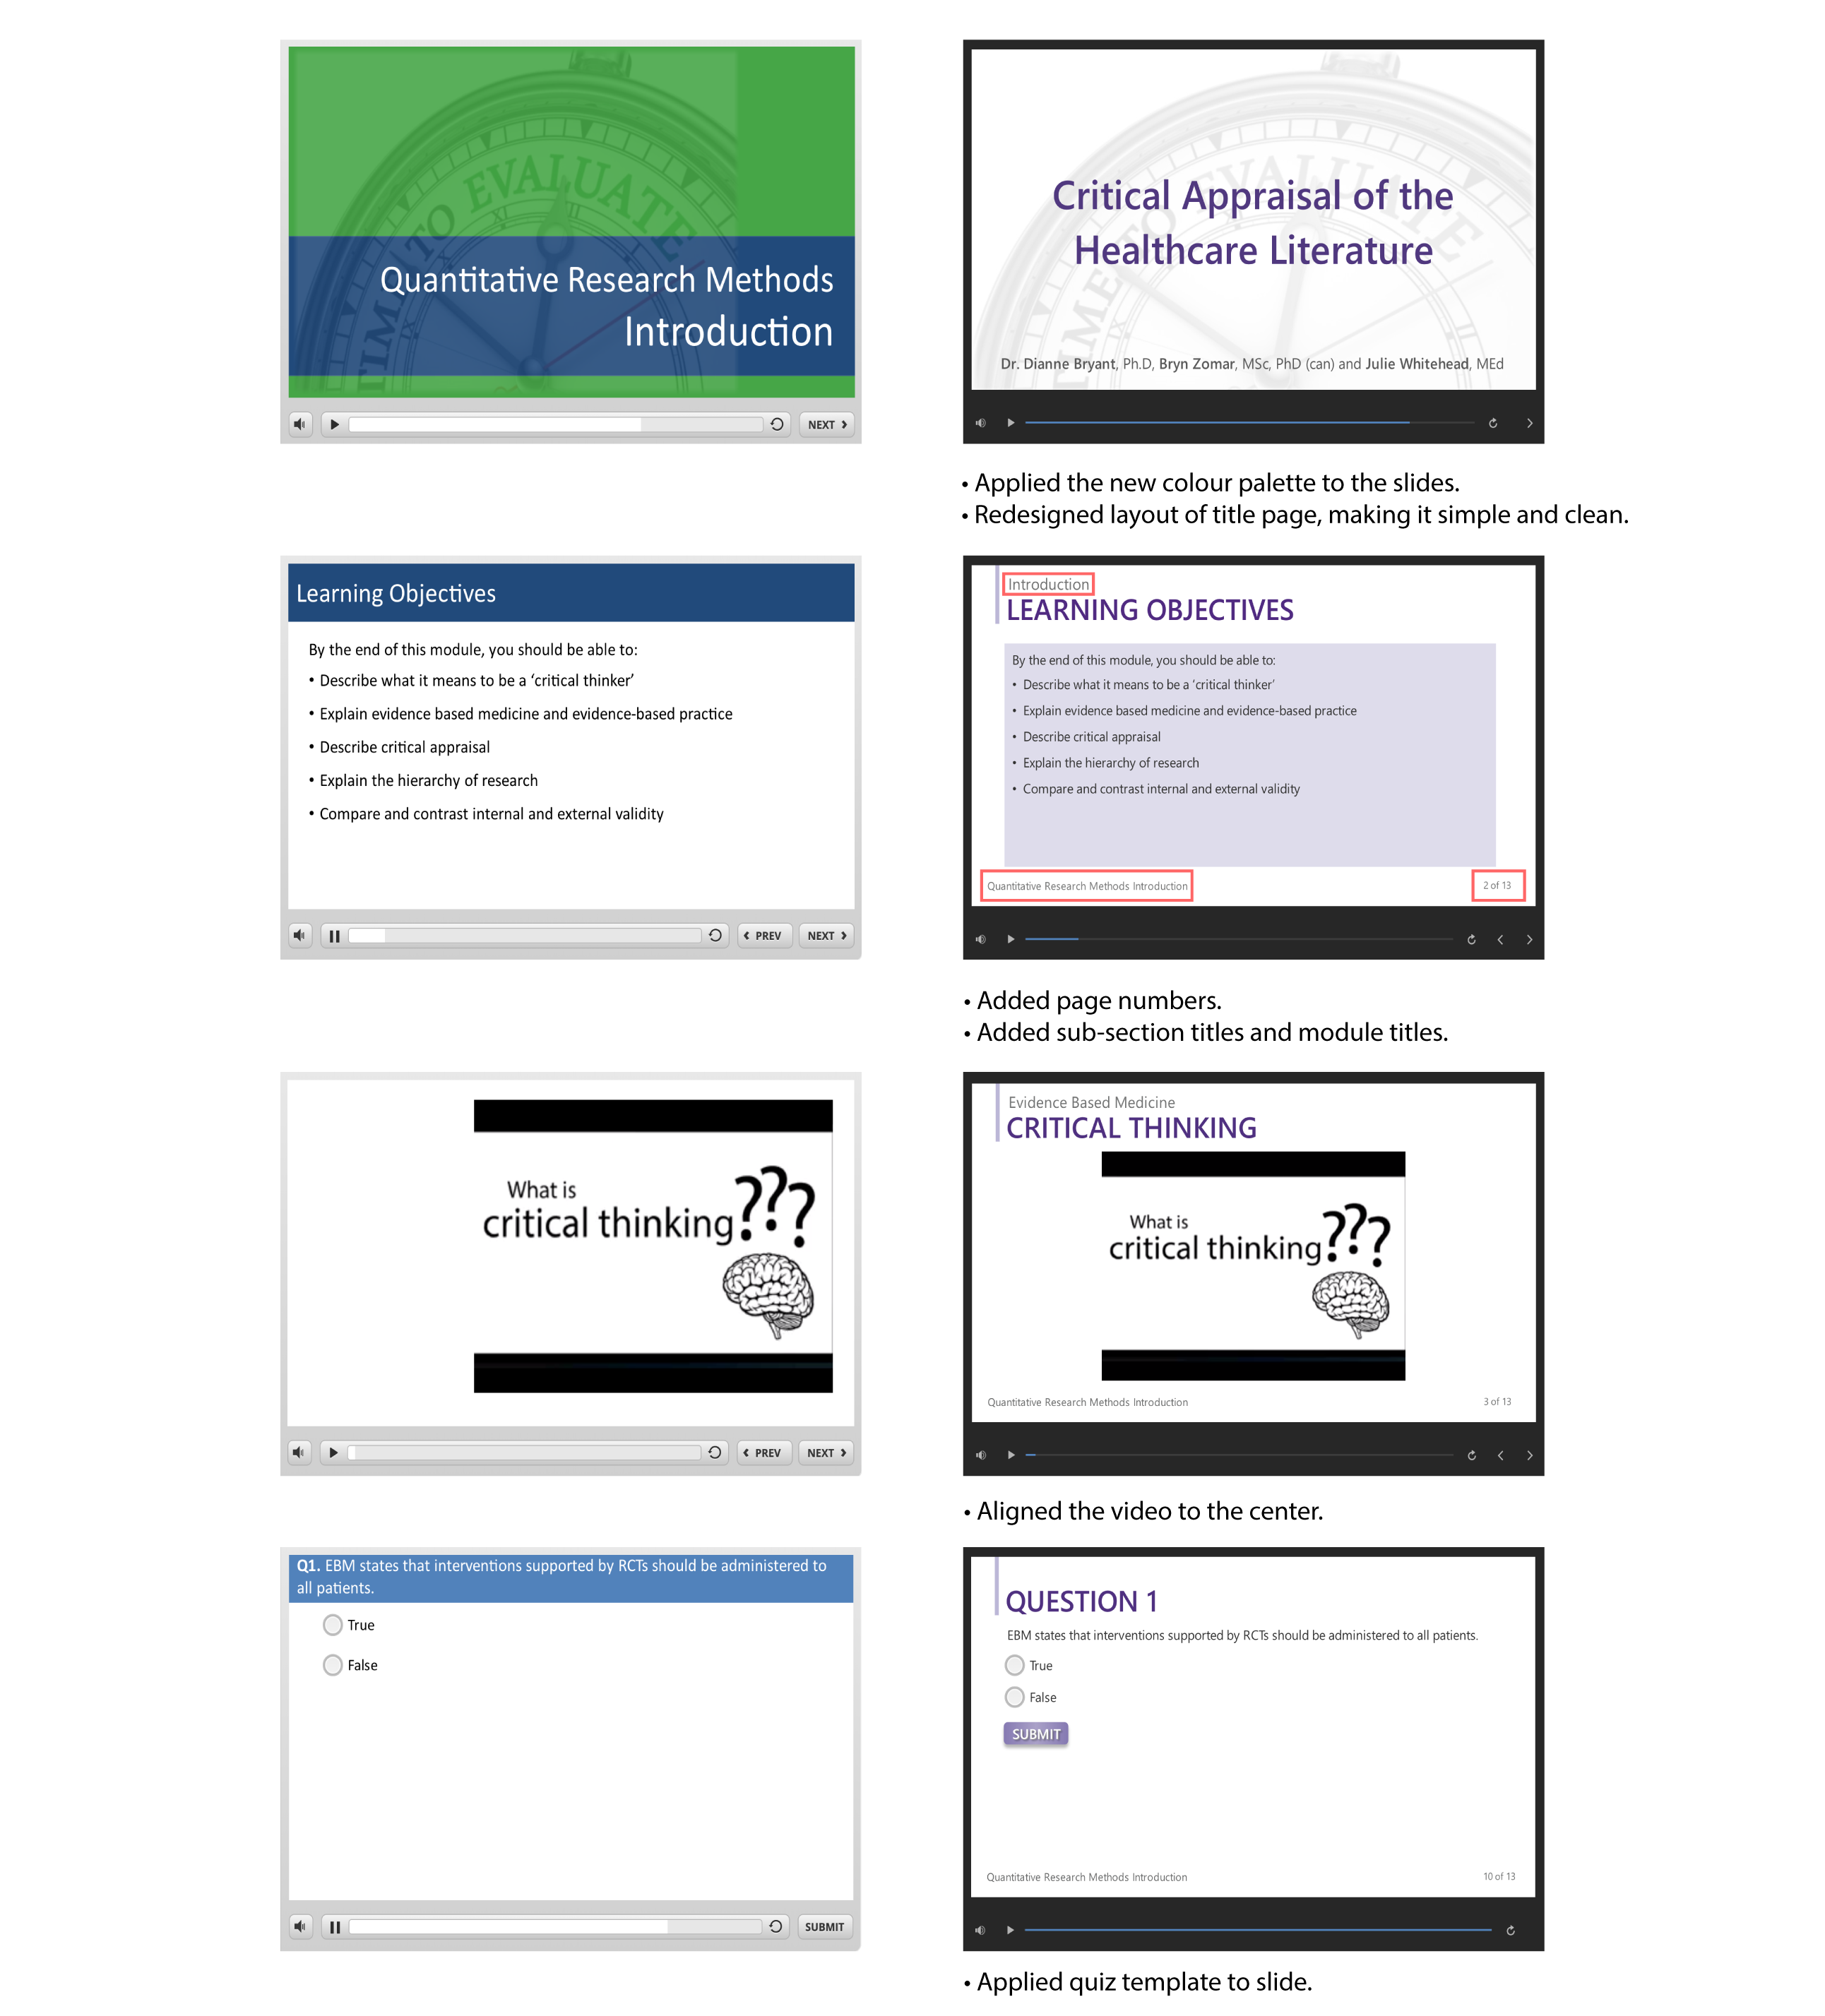 TIME TO EVALUATE
Quantitative Research Methods
Introduction
NEXT
TIME TO EVALUATE
Critical Appraisal of the
Healthcare Literature
Dr. Dianne Bryant, Ph.D, Bryn Zomar, MSc, PhD (can) and Julie Whitehead, MEd
• Applied the new colour palette to the slides.
• Redesigned layout of title page, making it simple and clean.
Learning Objectives
By the end of this module, you should be able to:
• Describe what it means to be a ‘critical thinker’
• Explain evidence based medicine and evidence-based practice
• Describe critical appraisal
• Explain the hierarchy of research
• Compare and contrast internal and external validity
PREV NEXT
Introduction
LEARNING OBJECTIVES
By the end of this module, you should be able to:
• Describe what it means to be a ‘critical thinker’
• Explain evidence based medicine and evidence-based practice
• Describe critical appraisal
• Explain the hierarchy of research
• Compare and contrast internal and external validity
Quantitative Research Methods Introduction 2 of 13
• Added page numbers.
• Added sub-section titles and module titles.
What is
critical thinking???
PREV NEXT
Evidence Based Medicine
CRITICAL THINKING
What is
critical thinking???
Quantitative Research Methods Introduction 3 of 13
• Aligned the video to the center.
Q1. EBM states that interventions supported by RCTs should be administered to
all patients.
True
False
SUBMIT
QUESTION 1
EBM states that interventions supported by RCTs should be administered to all patients.
True
False
SUBMIT
Quantitative Research Methods Introduction 10 of 13
• Applied quiz template to slide.